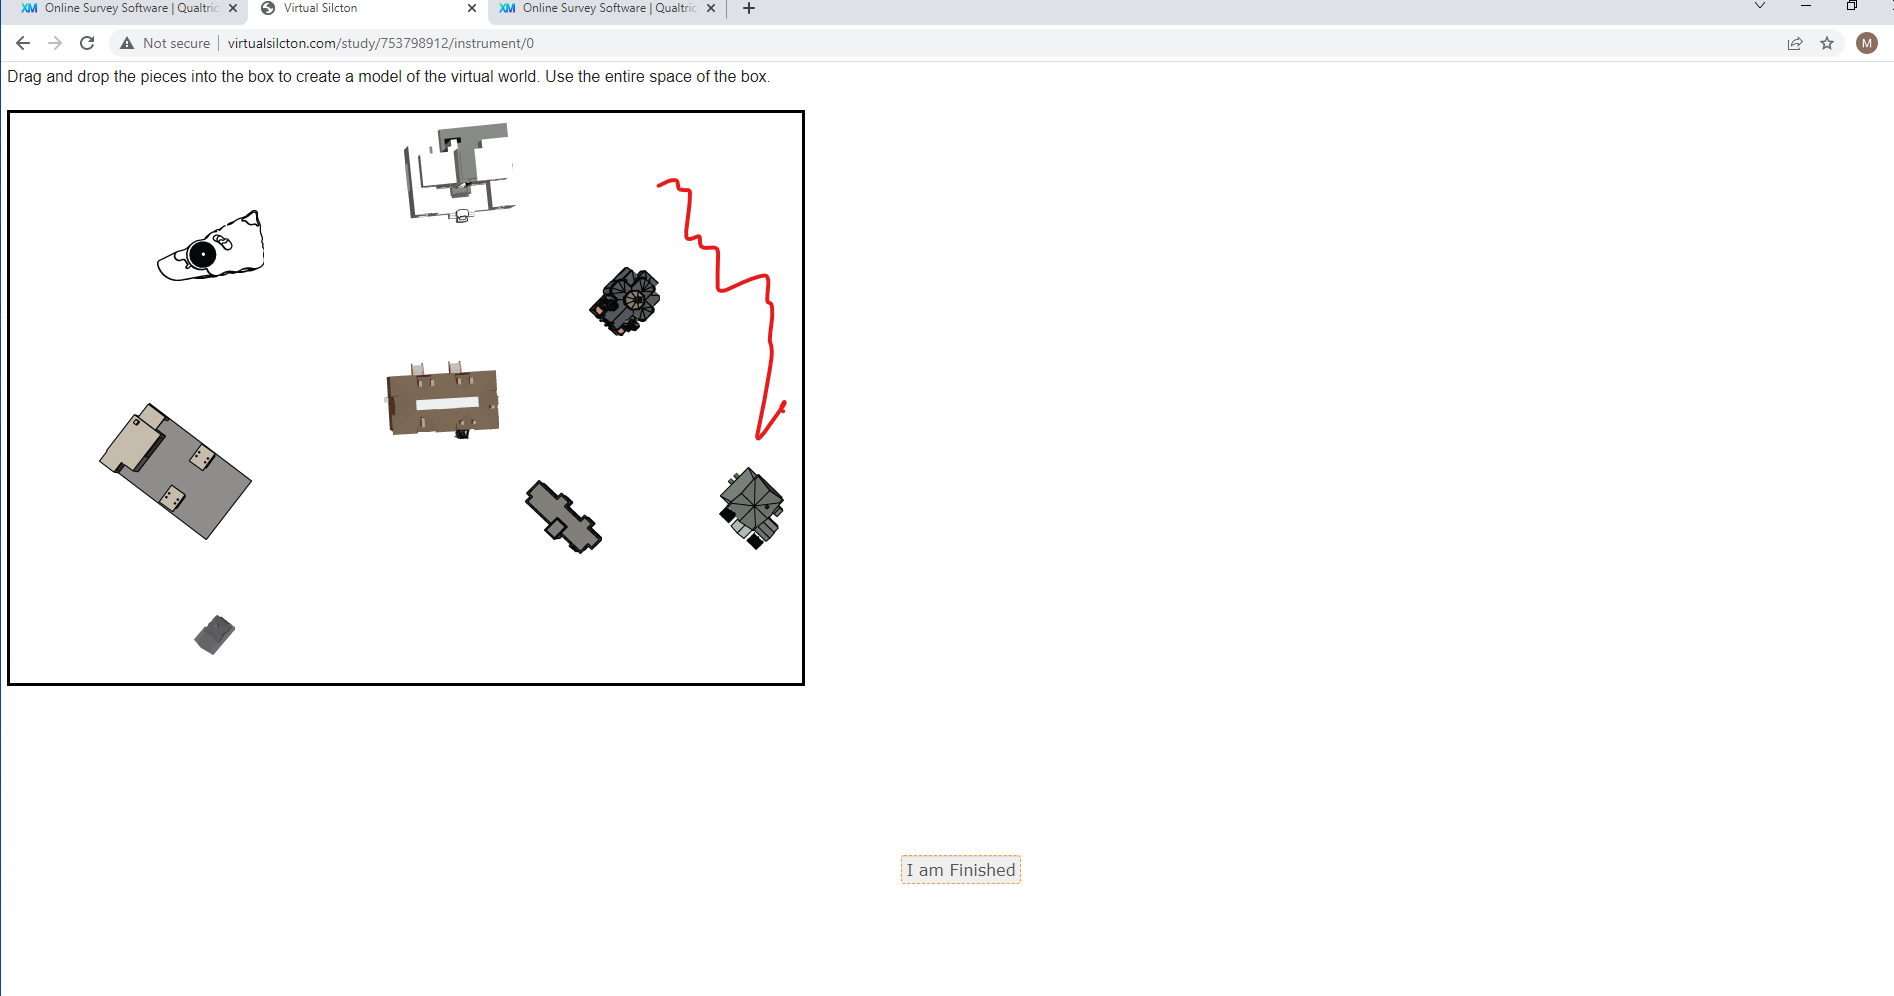 XM Online Survey Software | Qualtric
Virtual Silcton
XM Online Survey Software | Qualtric
Not secure | virtualsilcton.com/study/753798912/instrument/0
M
Drag and drop the pieces into the box to create a model of the virtual world. Use the entire space of the box.
I am Finished